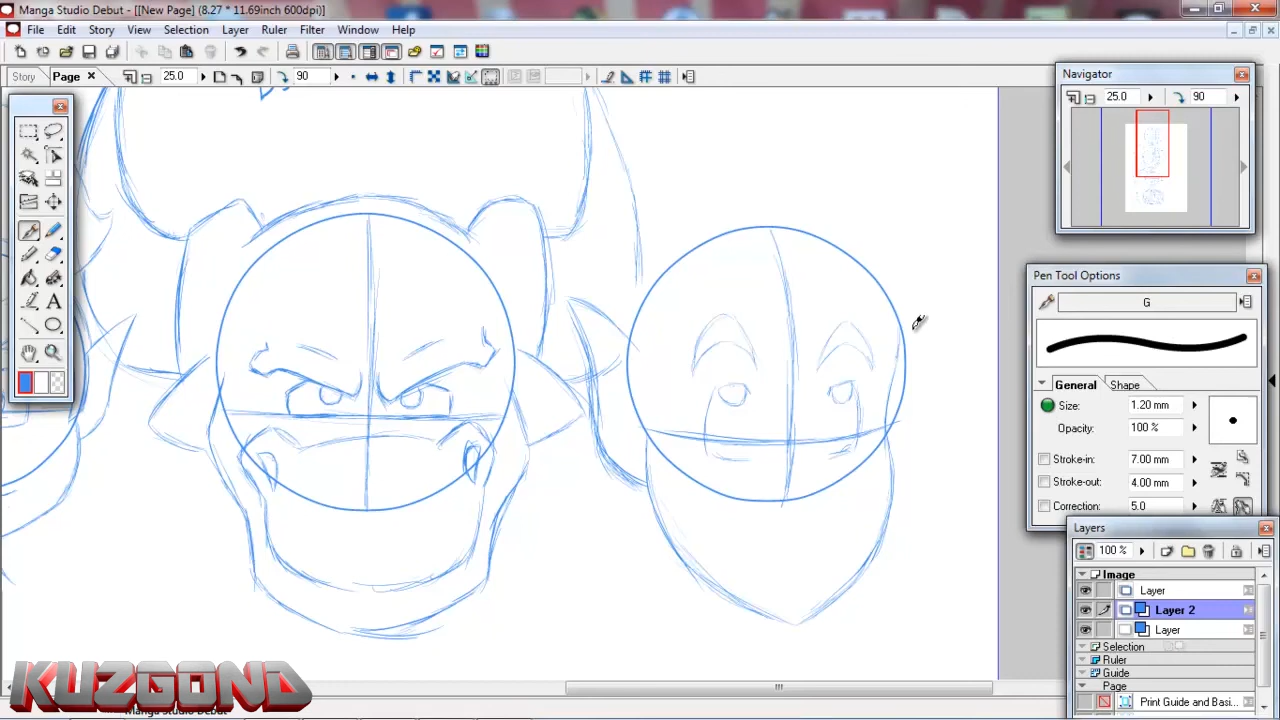 Manga Studio Debut - [[New Page] (8.27 * 11.69inch 600dpi)]
File Edit Story View Selection Layer Ruler Filter Window Help
Story Page 25.0 90
Navigator
25.0 90
Pen Tool Options
G
General Shape
Size: 1.20 mm
Opacity: 100 %
Stroke-in: 7.00 mm
Stroke-out: 4.00 mm
Correction: 5.0
Layers
100 %
Image
Layer
Layer 2
Layer
Selection
Ruler
Guide
Page
Print Guide and Basi...
KUZGOND
Manga Studio Debut